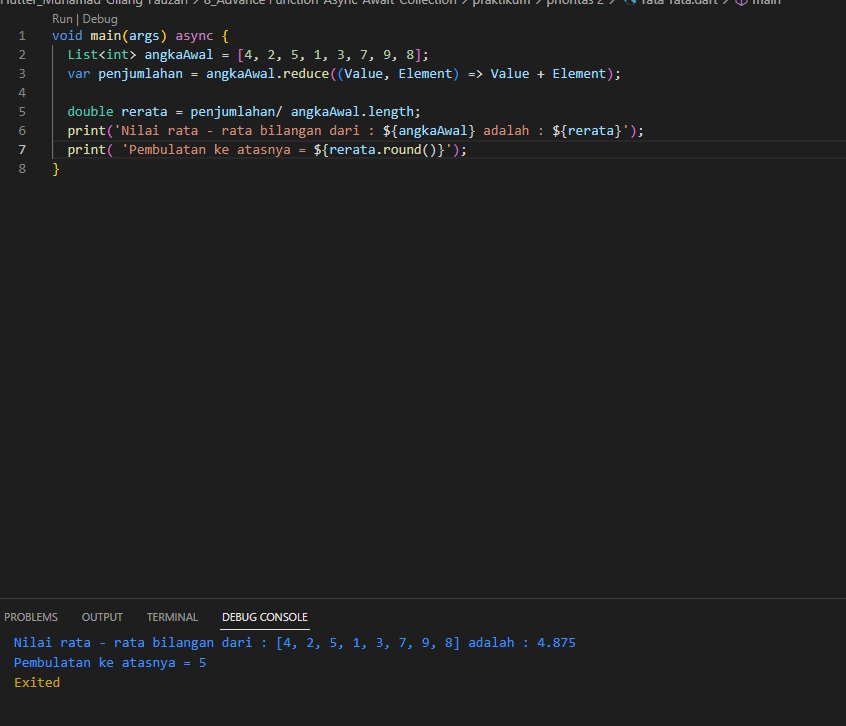 Flutter_Muhamad Gilang Fauzan > 8_Advance Function Async Await Collection > praktikum > prioritas 2 > rata rata.dart > main
Run | Debug
1 void main(args) async {
2 List<int> angkaAwal = [4, 2, 5, 1, 3, 7, 9, 8];
3 var penjumlahan = angkaAwal.reduce((Value, Element) => Value + Element);
4
5 double rerata = penjumlahan/ angkaAwal.length;
6 print('Nilai rata - rata bilangan dari : ${angkaAwal} adalah : ${rerata}');
7 print( 'Pembulatan ke atasnya = ${rerata.round()}');
8 }
PROBLEMS OUTPUT TERMINAL DEBUG CONSOLE
Nilai rata - rata bilangan dari : [4, 2, 5, 1, 3, 7, 9, 8] adalah : 4.875
Pembulatan ke atasnya = 5
Exited